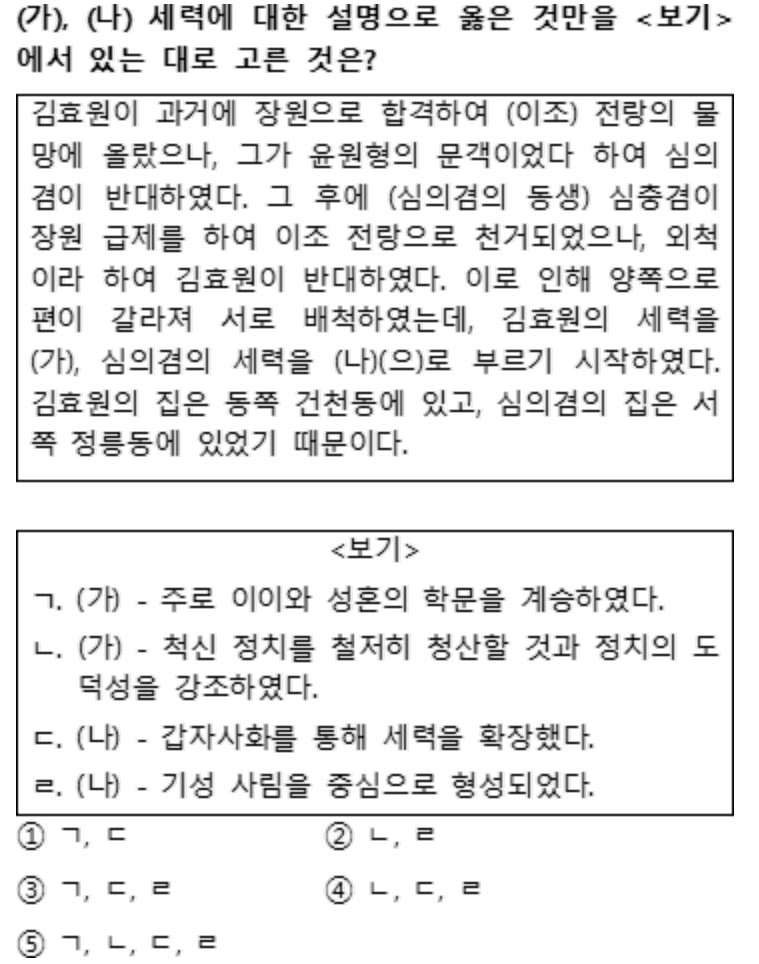 (가), (나) 세력에 대한 설명으로 옳은 것만을 <보기>
에서 있는 대로 고른 것은?
김효원이 과거에 장원으로 합격하여 (이조) 전랑의 물
망에 올랐으나, 그가 윤원형의 문객이었다 하여 심의
겸이 반대하였다. 그 후에 (심의겸의 동생) 심충겸이
장원 급제를 하여 이조 전랑으로 천거되었으나, 외척
이라 하여 김효원이 반대하였다. 이로 인해 양쪽으로
편이 갈라져 서로 배척하였는데, 김효원의 세력을
(가), 심의겸의 세력을 (나)(으)로 부르기 시작하였다.
김효원의 집은 동쪽 건천동에 있고, 심의겸의 집은 서
쪽 정릉동에 있었기 때문이다.
<보기>
ㄱ. (가) - 주로 이이와 성혼의 학문을 계승하였다.
ㄴ. (가) - 척신 정치를 철저히 청산할 것과 정치의 도
덕성을 강조하였다.
ㄷ. (나) - 갑자사화를 통해 세력을 확장했다.
ㄹ. (나) - 기성 사림을 중심으로 형성되었다.
① ㄱ, ㄷ ② ㄴ, ㄹ
③ ㄱ, ㄷ, ㄹ ④ ㄴ, ㄷ, ㄹ
⑤ ㄱ, ㄴ, ㄷ, ㄹ